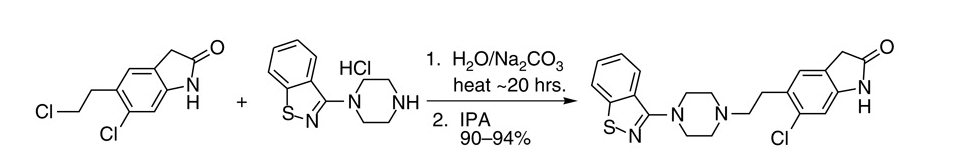 O
N
H
Cl
Cl
+
S
N
HCl
N
NH
1. H₂O/Na₂CO₃
heat ~20 hrs.
2. IPA
90–94%
S
N
N
N
Cl
O
N
H